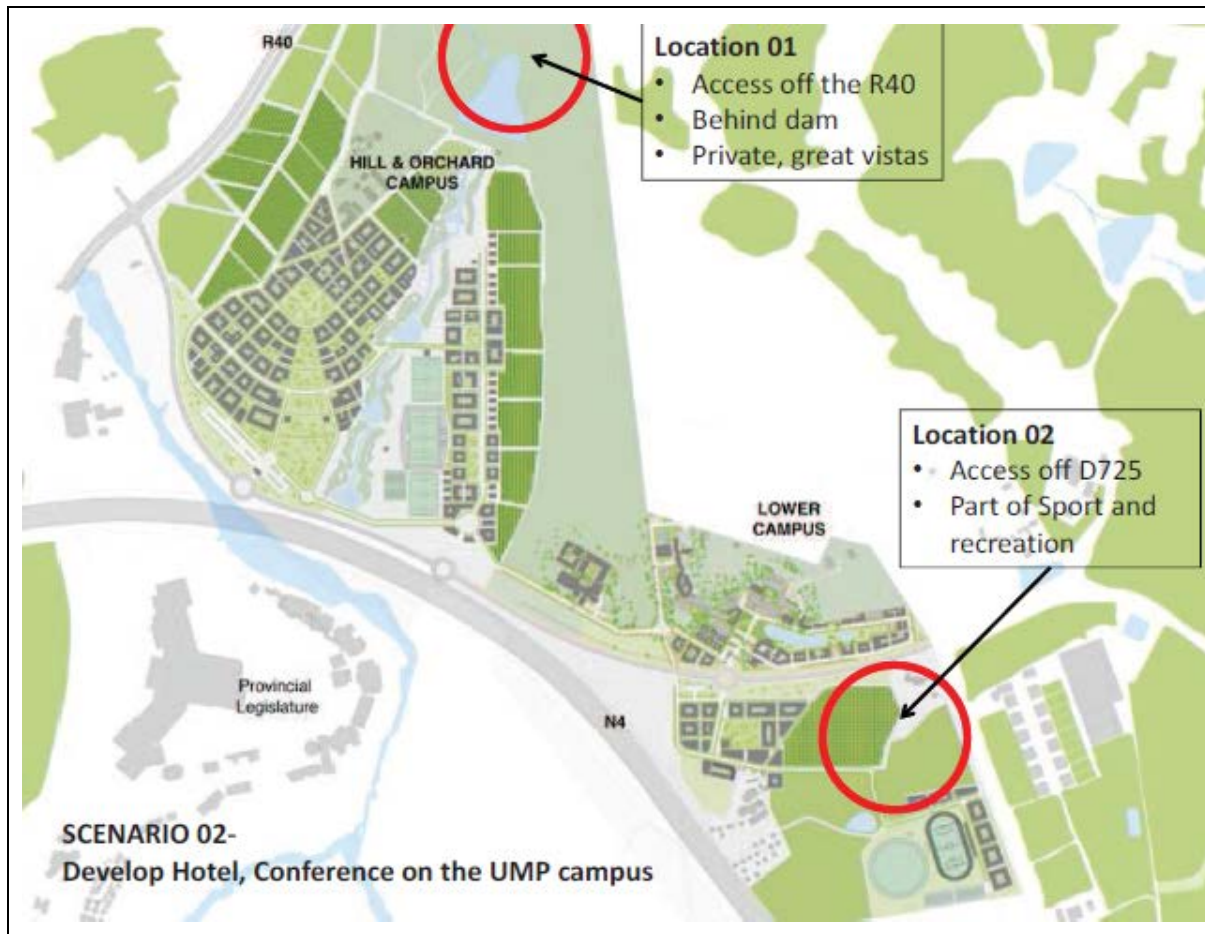 R40
Location 01
• Access off the R40
• Behind dam
• Private, great vistas
HILL & ORCHARD
CAMPUS
Location 02
• Access off D725
• Part of Sport and
recreation
LOWER
CAMPUS
Provincial
Legislature
N4
SCENARIO 02-
Develop Hotel, Conference on the UMP campus